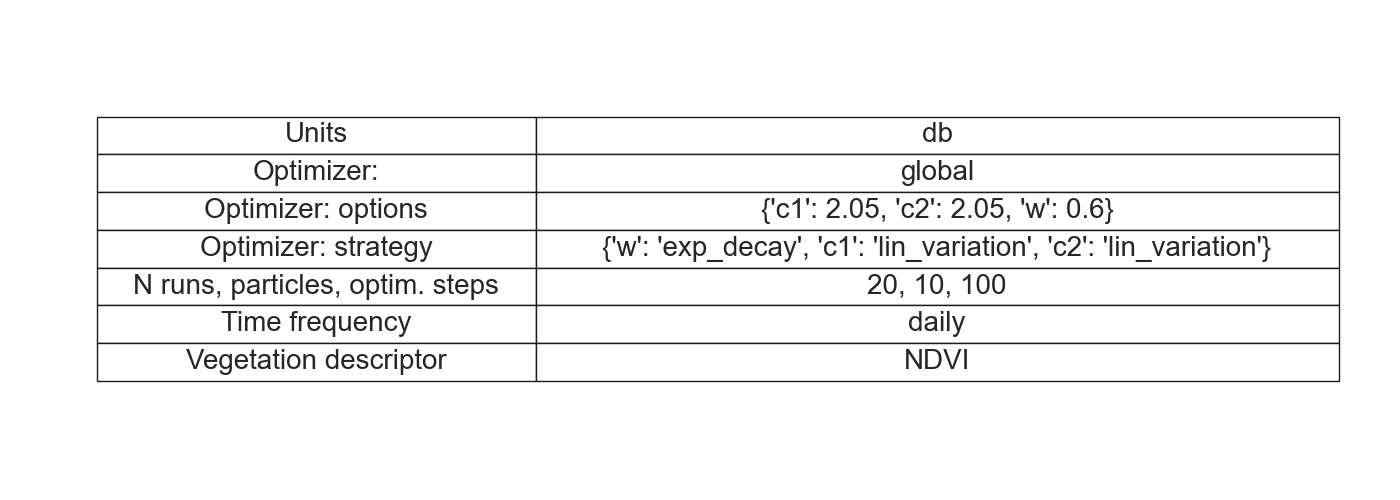 Units db
Optimizer: global
Optimizer: options {'c1': 2.05, 'c2': 2.05, 'w': 0.6}
Optimizer: strategy {'w': 'exp_decay', 'c1': 'lin_variation', 'c2': 'lin_variation'}
N runs, particles, optim. steps 20, 10, 100
Time frequency daily
Vegetation descriptor NDVI